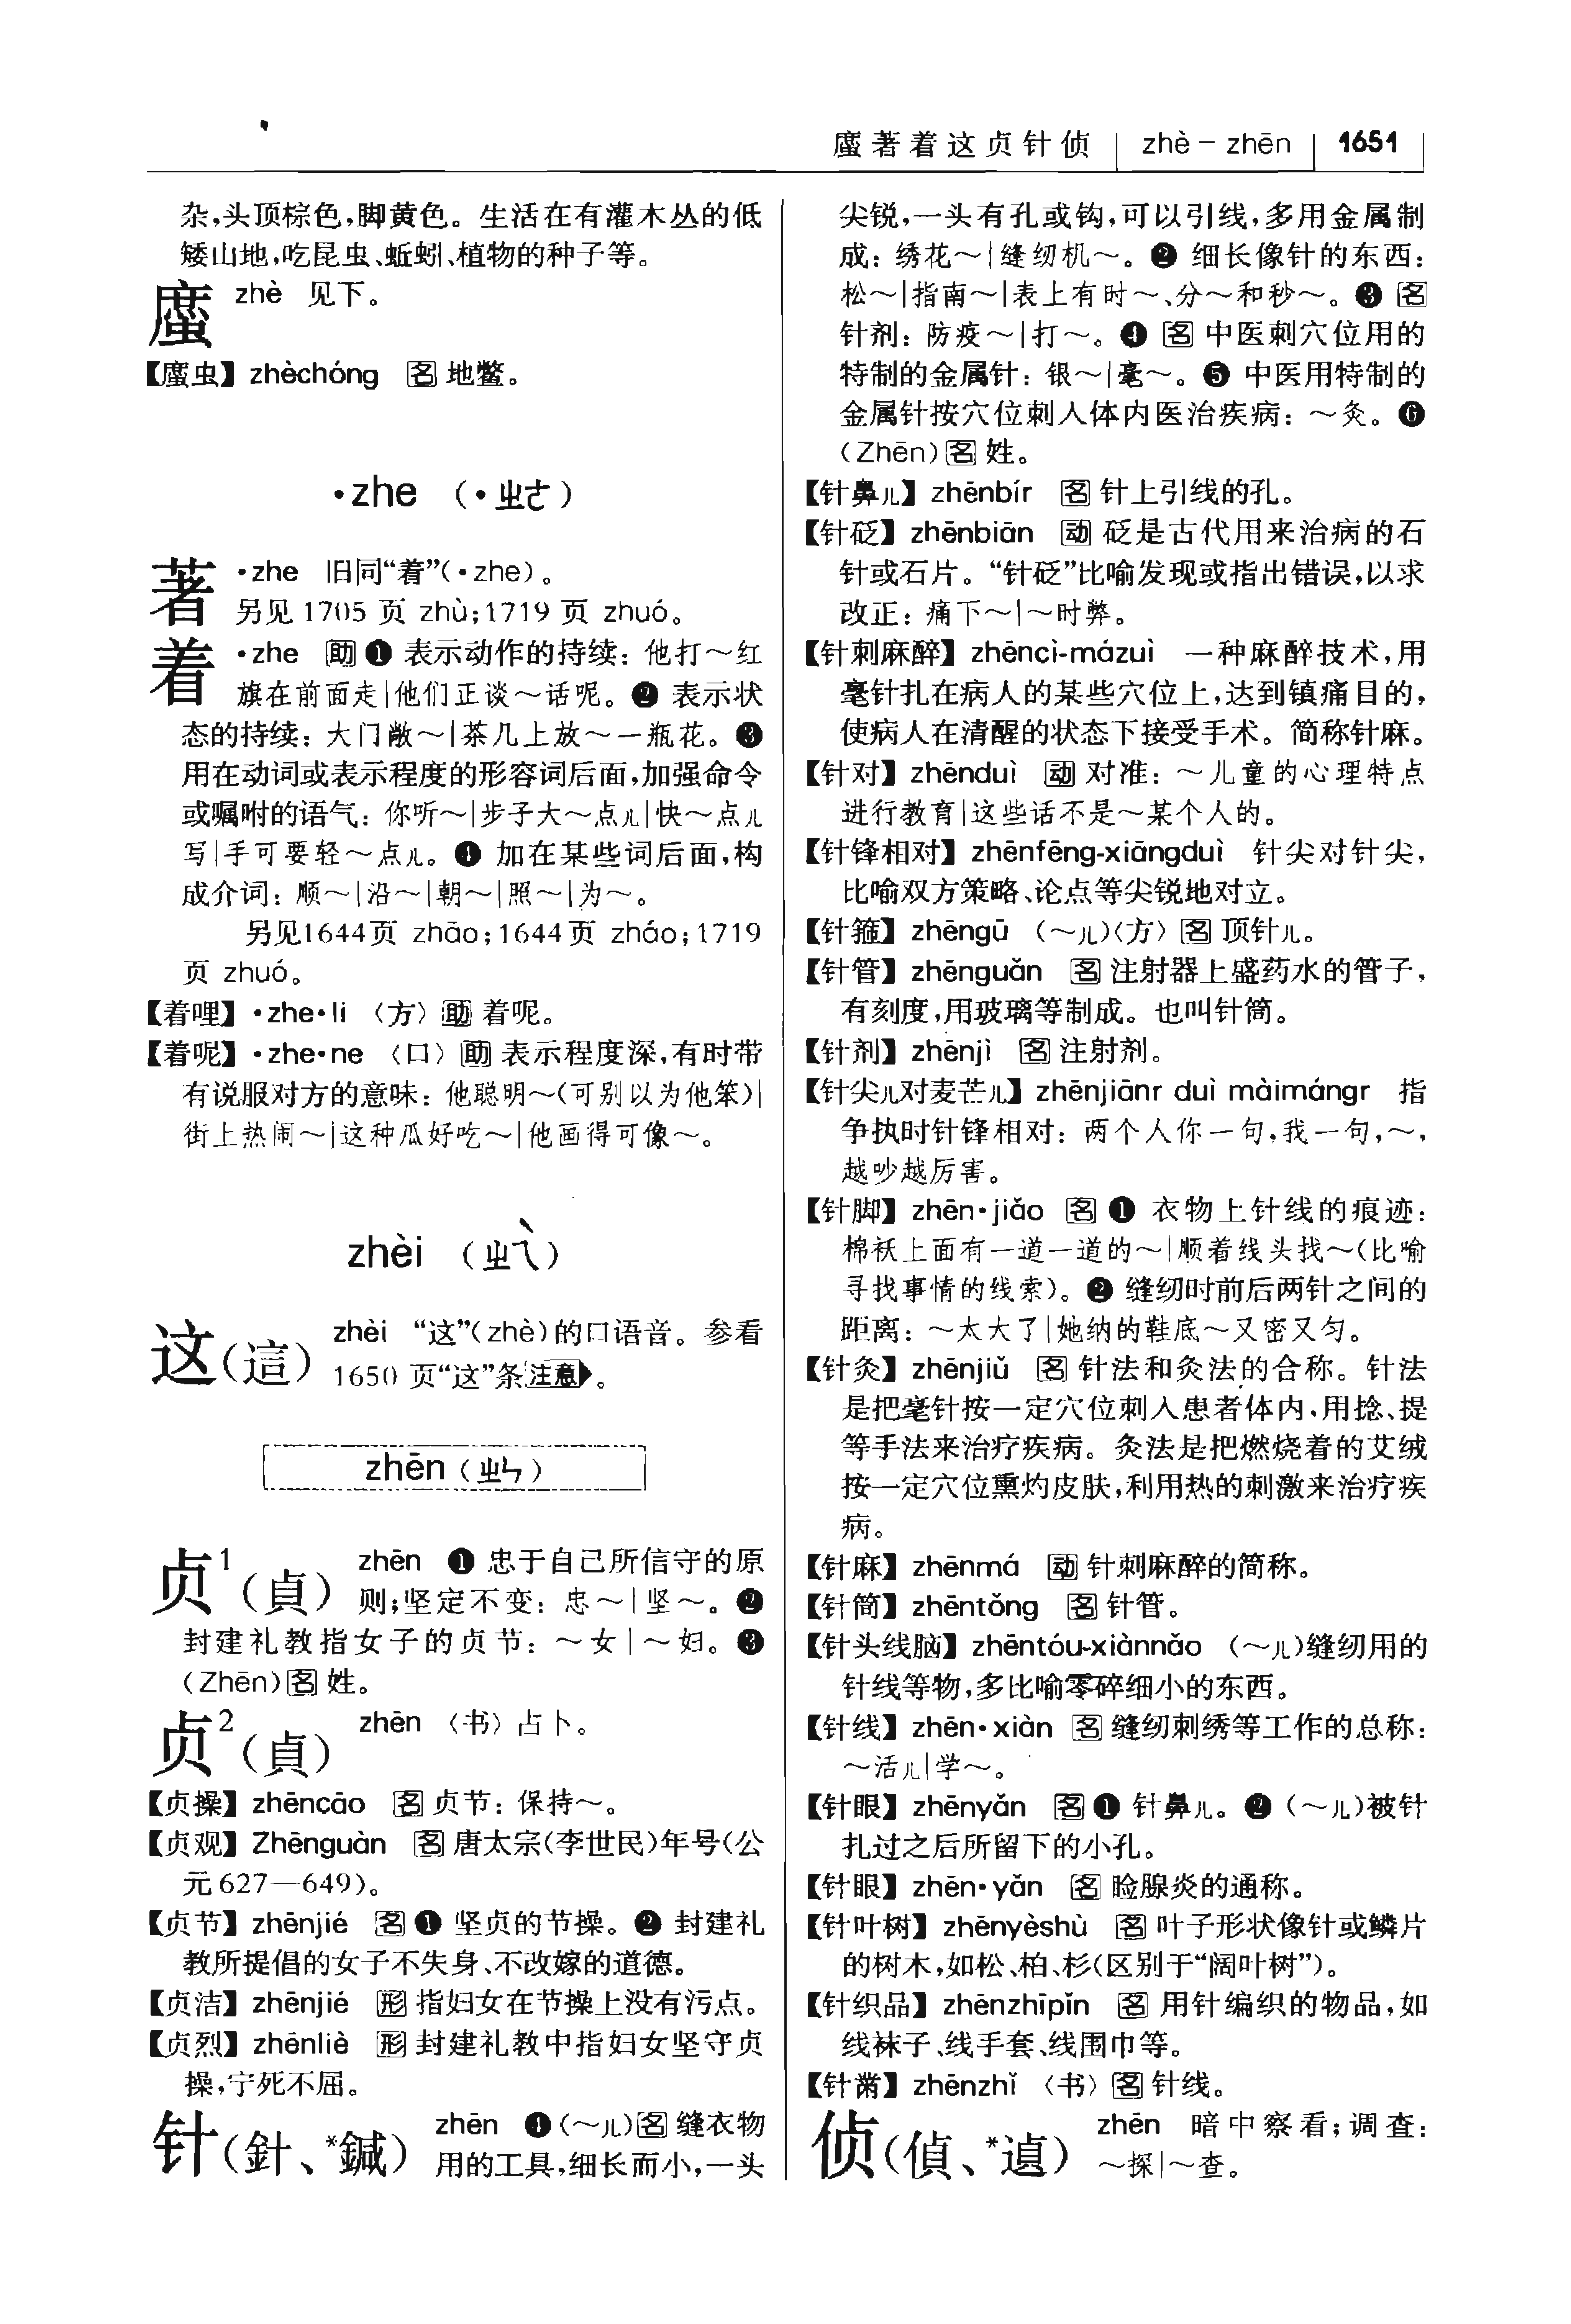 䗪著着这贞针侦 | zhè – zhēn | 1651
杂,头顶棕色,脚黄色。生活在有灌木丛的低
矮山地,吃昆虫、蚯蚓、植物的种子等。
䗪 zhè 见下。
【䗪虫】zhèchóng 名 地鳖。
·zhe (·ㄓㄜ)
著 ·zhe 旧同“着”(·zhe)。
另见 1705 页 zhù;1719 页 zhuó。
着 ·zhe 助 ❶ 表示动作的持续:他打～红
旗在前面走|他们正谈～话呢。❷ 表示状
态的持续:大门敞～|茶几上放～一瓶花。❸
用在动词或表示程度的形容词后面,加强命令
或嘱咐的语气:你听～|步子大～点儿|快～点儿
写|手可要轻～点儿。❹ 加在某些词后面,构
成介词:顺～|沿～|朝～|照～|为～。
另见1644页 zhāo;1644页 zháo;1719
页 zhuó。
【着哩】·zhe·li 〈方〉助 着呢。
【着呢】·zhe·ne 〈口〉助 表示程度深,有时带
有说服对方的意味:他聪明～(可别以为他笨)|
街上热闹～|这种瓜好吃～|他画得可像～。
zhèi (ㄓㄟˋ)
这(這) zhèi “这”(zhè)的口语音。参看
1650 页“这”条注意。
zhēn (ㄓㄣ)
贞1(貞) zhēn ❶ 忠于自己所信守的原
则;坚定不变:忠～|坚～。❷
封建礼教指女子的贞节:～女|～妇。❸
(Zhēn)名 姓。
贞2(貞) zhēn 〈书〉占卜。
【贞操】zhēncāo 名 贞节:保持～。
【贞观】Zhēnguàn 名 唐太宗(李世民)年号(公
元 627—649)。
【贞节】zhēnjié 名 ❶ 坚贞的节操。❷ 封建礼
教所提倡的女子不失身、不改嫁的道德。
【贞洁】zhēnjié 形 指妇女在节操上没有污点。
【贞烈】zhēnliè 形 封建礼教中指妇女坚守贞
操,宁死不屈。
针(針、*鍼) zhēn ❶ (～儿)名 缝衣物
用的工具,细长而小,一头
尖锐,一头有孔或钩,可以引线,多用金属制
成:绣花～|缝纫机～。❷ 细长像针的东西:
松～|指南～|表上有时～、分～和秒～。❸ 名
针剂:防疫～|打～。❹ 名 中医刺穴位用的
特制的金属针:银～|毫～。❺ 中医用特制的
金属针按穴位刺入体内医治疾病:～灸。❻
(Zhēn)名 姓。
【针鼻儿】zhēnbír 名 针上引线的孔。
【针砭】zhēnbiān 动 砭是古代用来治病的石
针或石片。“针砭”比喻发现或指出错误,以求
改正:痛下～|～时弊。
【针刺麻醉】zhēncì-mázuì 一种麻醉技术,用
毫针扎在病人的某些穴位上,达到镇痛目的,
使病人在清醒的状态下接受手术。简称针麻。
【针对】zhēnduì 动 对准:～儿童的心理特点
进行教育|这些话不是～某个人的。
【针锋相对】zhēnfēng-xiāngduì 针尖对针尖,
比喻双方策略、论点等尖锐地对立。
【针箍】zhēngū (～儿)〈方〉名 顶针儿。
【针管】zhēnguǎn 名 注射器上盛药水的管子,
有刻度,用玻璃等制成。也叫针筒。
【针剂】zhēnjì 名 注射剂。
【针尖儿对麦芒儿】zhēnjiānr duì màimángr 指
争执时针锋相对:两个人你一句,我一句,～,
越吵越厉害。
【针脚】zhēn·jiǎo 名 ❶ 衣物上针线的痕迹:
棉袄上面有一道一道的～|顺着线头找～(比喻
寻找事情的线索)。❷ 缝纫时前后两针之间的
距离:～太大了|她纳的鞋底～又密又匀。
【针灸】zhēnjiǔ 名 针法和灸法的合称。针法
是把毫针按一定穴位刺入患者体内,用捻、提
等手法来治疗疾病。灸法是把燃烧着的艾绒
按一定穴位熏灼皮肤,利用热的刺激来治疗疾
病。
【针麻】zhēnmá 动 针刺麻醉的简称。
【针筒】zhēntǒng 名 针管。
【针头线脑】zhēntóu-xiànnǎo (～儿)缝纫用的
针线等物,多比喻零碎细小的东西。
【针线】zhēn·xiàn 名 缝纫刺绣等工作的总称:
～活儿|学～。
【针眼】zhēnyǎn 名 ❶ 针鼻儿。❷ (～儿)被针
扎过之后所留下的小孔。
【针眼】zhēn·yǎn 名 睑腺炎的通称。
【针叶树】zhēnyèshù 名 叶子形状像针或鳞片
的树木,如松、柏、杉(区别于“阔叶树”)。
【针织品】zhēnzhīpǐn 名 用针编织的物品,如
线袜子、线手套、线围巾等。
【针黹】zhēnzhǐ 〈书〉名 针线。
侦(偵、*遉) zhēn 暗中察看;调查:
～探|～查。